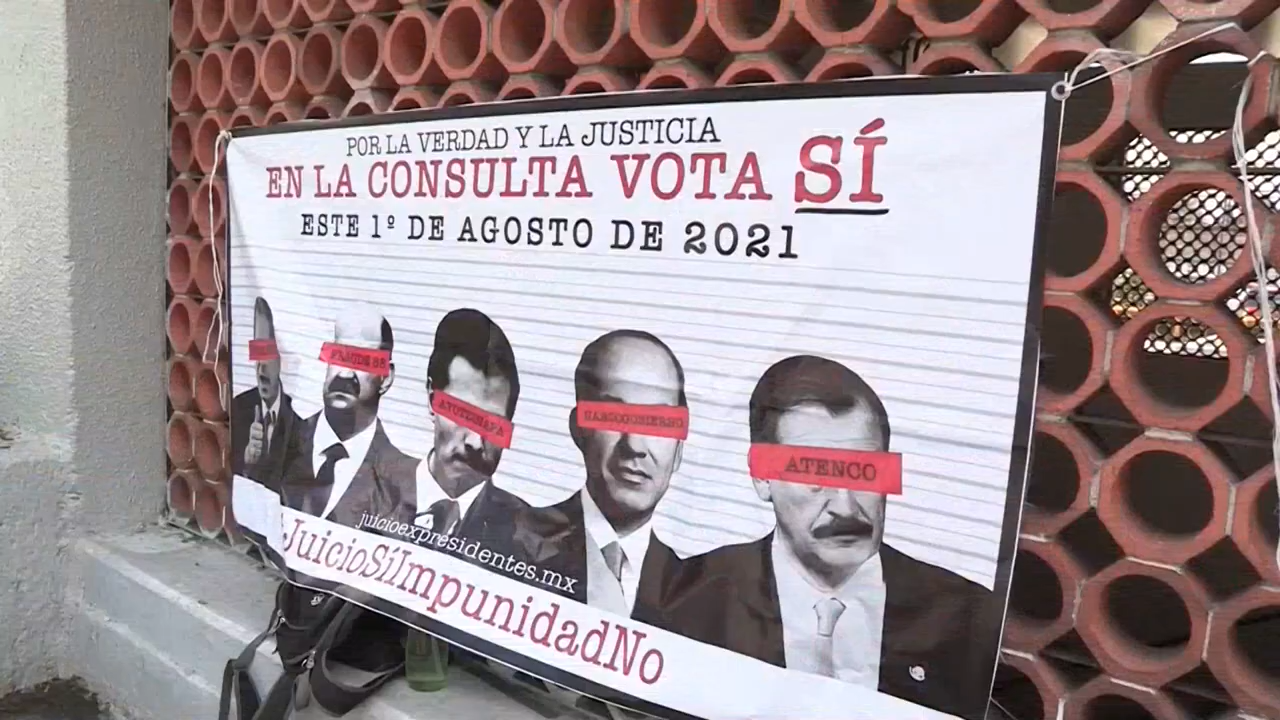 POR LA VERDAD Y LA JUSTICIA
EN LA CONSULTA VOTA SÍ
ESTE 1º DE AGOSTO DE 2021
FRAUDE 88
AYOTZINAPA
NARCOGOBIERNO
ATENCO
juicioexpresidentes.mx
JuicioSíImpunidadNo